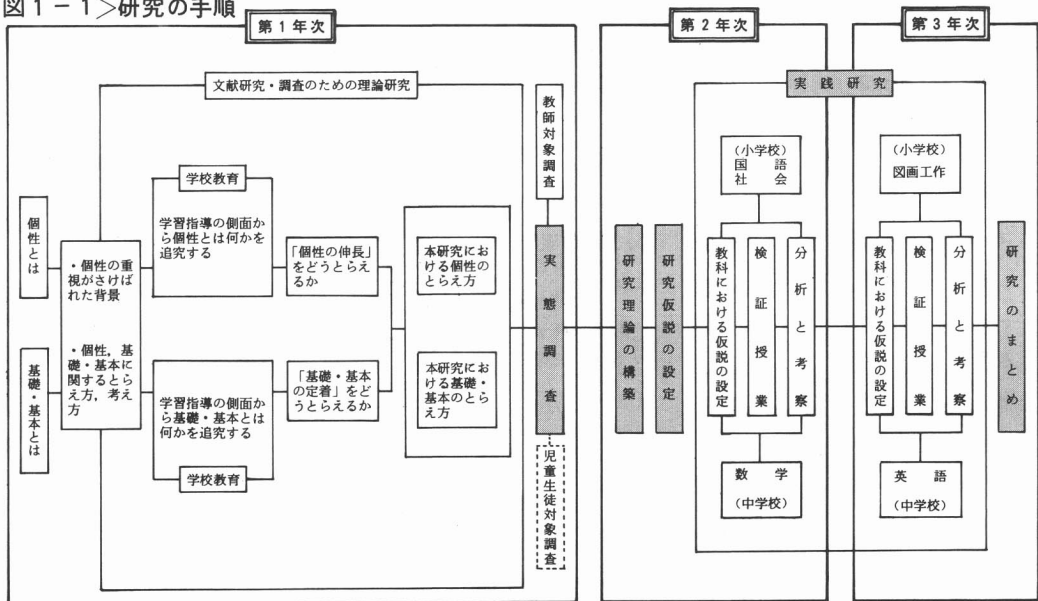 図1-1>研究の手順
第1年次
文献研究・調査のための理論研究
個性とは
基礎・基本とは
・個性の重
視がさけば
れた背景
・個性,基
礎・基本に
関するとら
え方,考え
方
学校教育
学習指導の側面か
ら個性とは何かを
追究する
学習指導の側面か
ら基礎・基本とは
何かを追究する
学校教育
「個性の伸長」
をどうとらえ
るか
「基礎・基本
の定着」をど
うとらえるか
本研究にお
ける個性の
とらえ方
本研究にお
ける基礎・
基本のとら
え方
教師対象調査
実態調査
児童生徒対象調査
第2年次
研究理論の構築
研究仮説の設定
実践研究
(小学校)
国語
社会
教科における仮説の設定
検証授業
分析と考察
数学
(中学校)
第3年次
(小学校)
図画工作
教科における仮説の設定
検証授業
分析と考察
英語
(中学校)
研究のまとめ